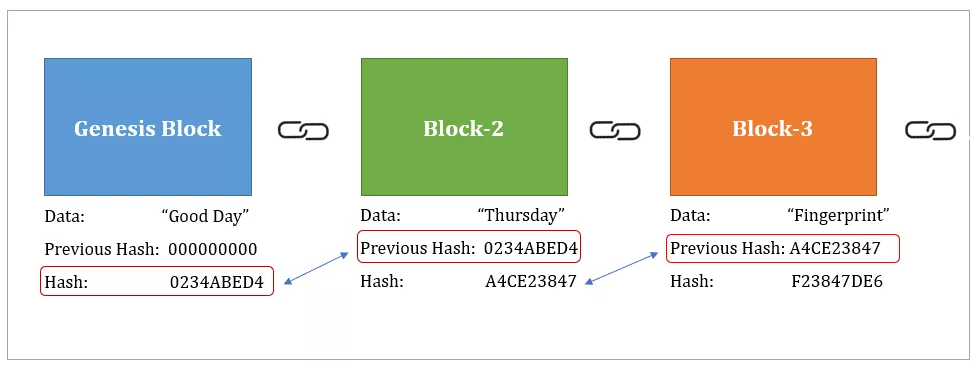 Genesis Block
Block-2
Block-3
Data: “Good Day”
Previous Hash: 000000000
Hash: 0234ABED4
Data: “Thursday”
Previous Hash: 0234ABED4
Hash: A4CE23847
Data: “Fingerprint”
Previous Hash: A4CE23847
Hash: F23847DE6